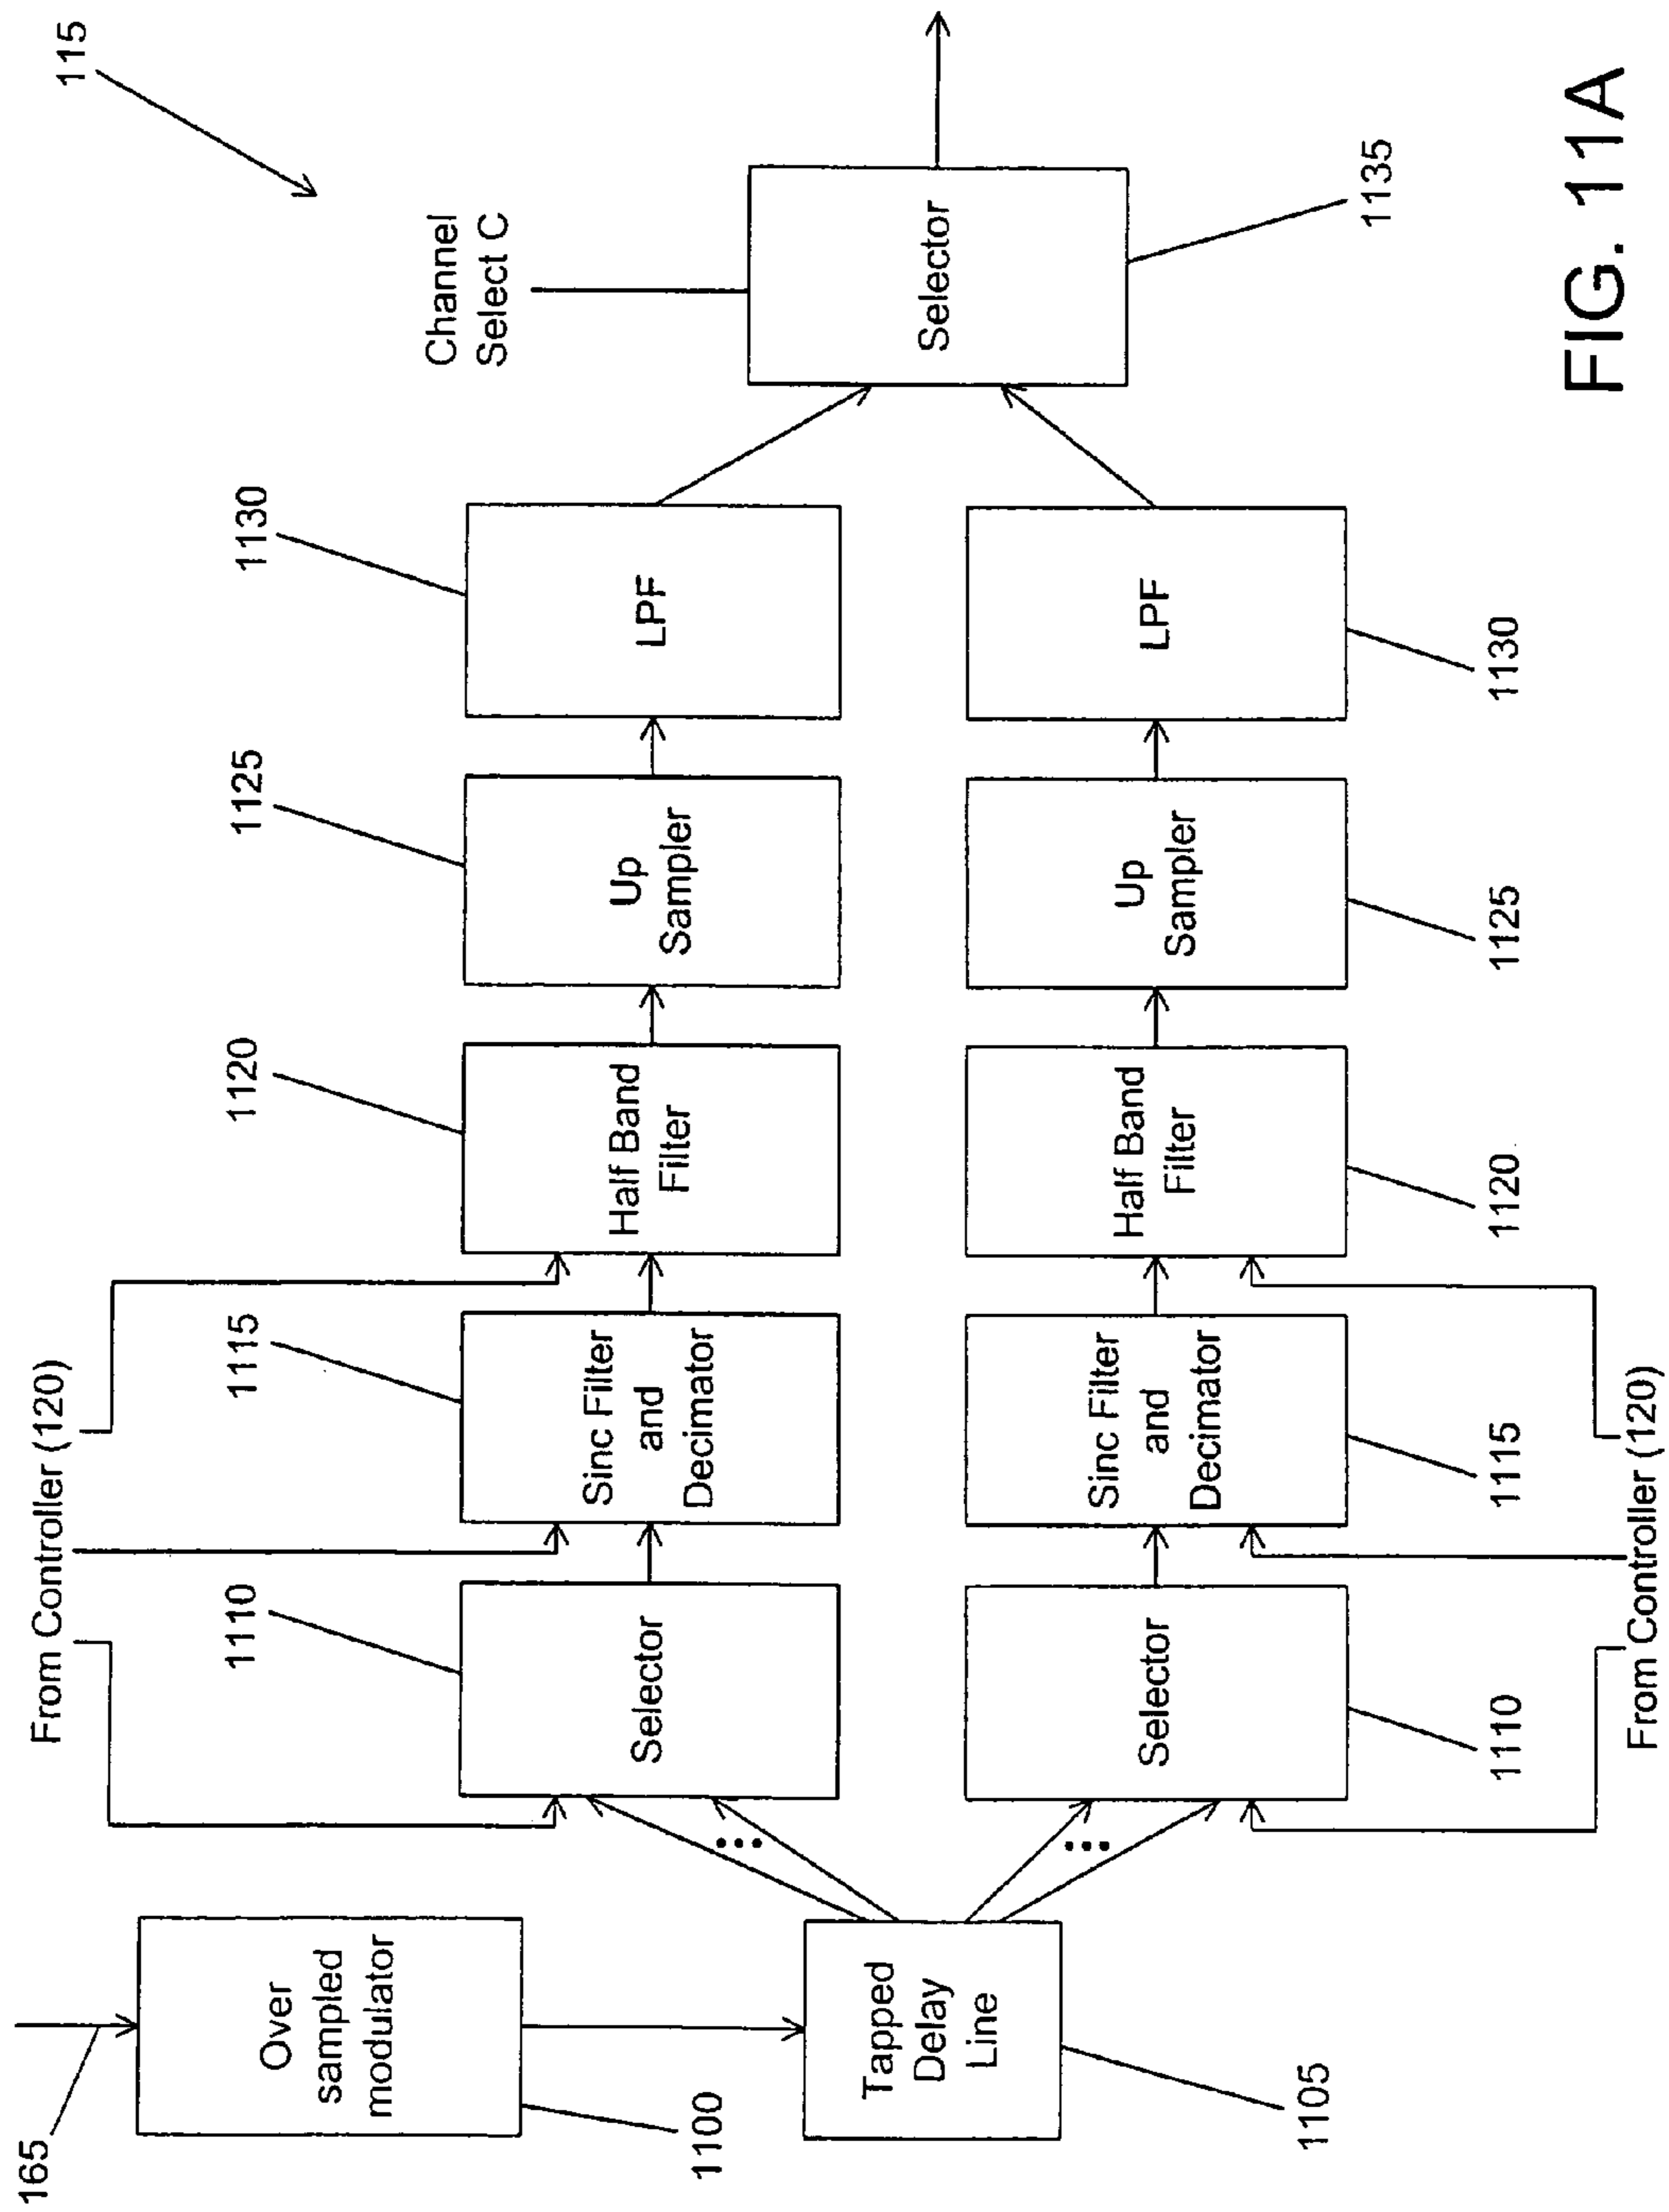 115
Channel
Select C
From Controller (120)
165
Over
sampled
modulator
1100
Tapped
Delay
Line
1105
1110
Selector
1115
Sinc Filter
and
Decimator
1120
Half Band
Filter
1125
Up
Sampler
1130
LPF
Selector
1135
Selector
1110
Sinc Filter
and
Decimator
1115
Half Band
Filter
1120
Up
Sampler
1125
LPF
1130
From Controller (120)
FIG. 11A